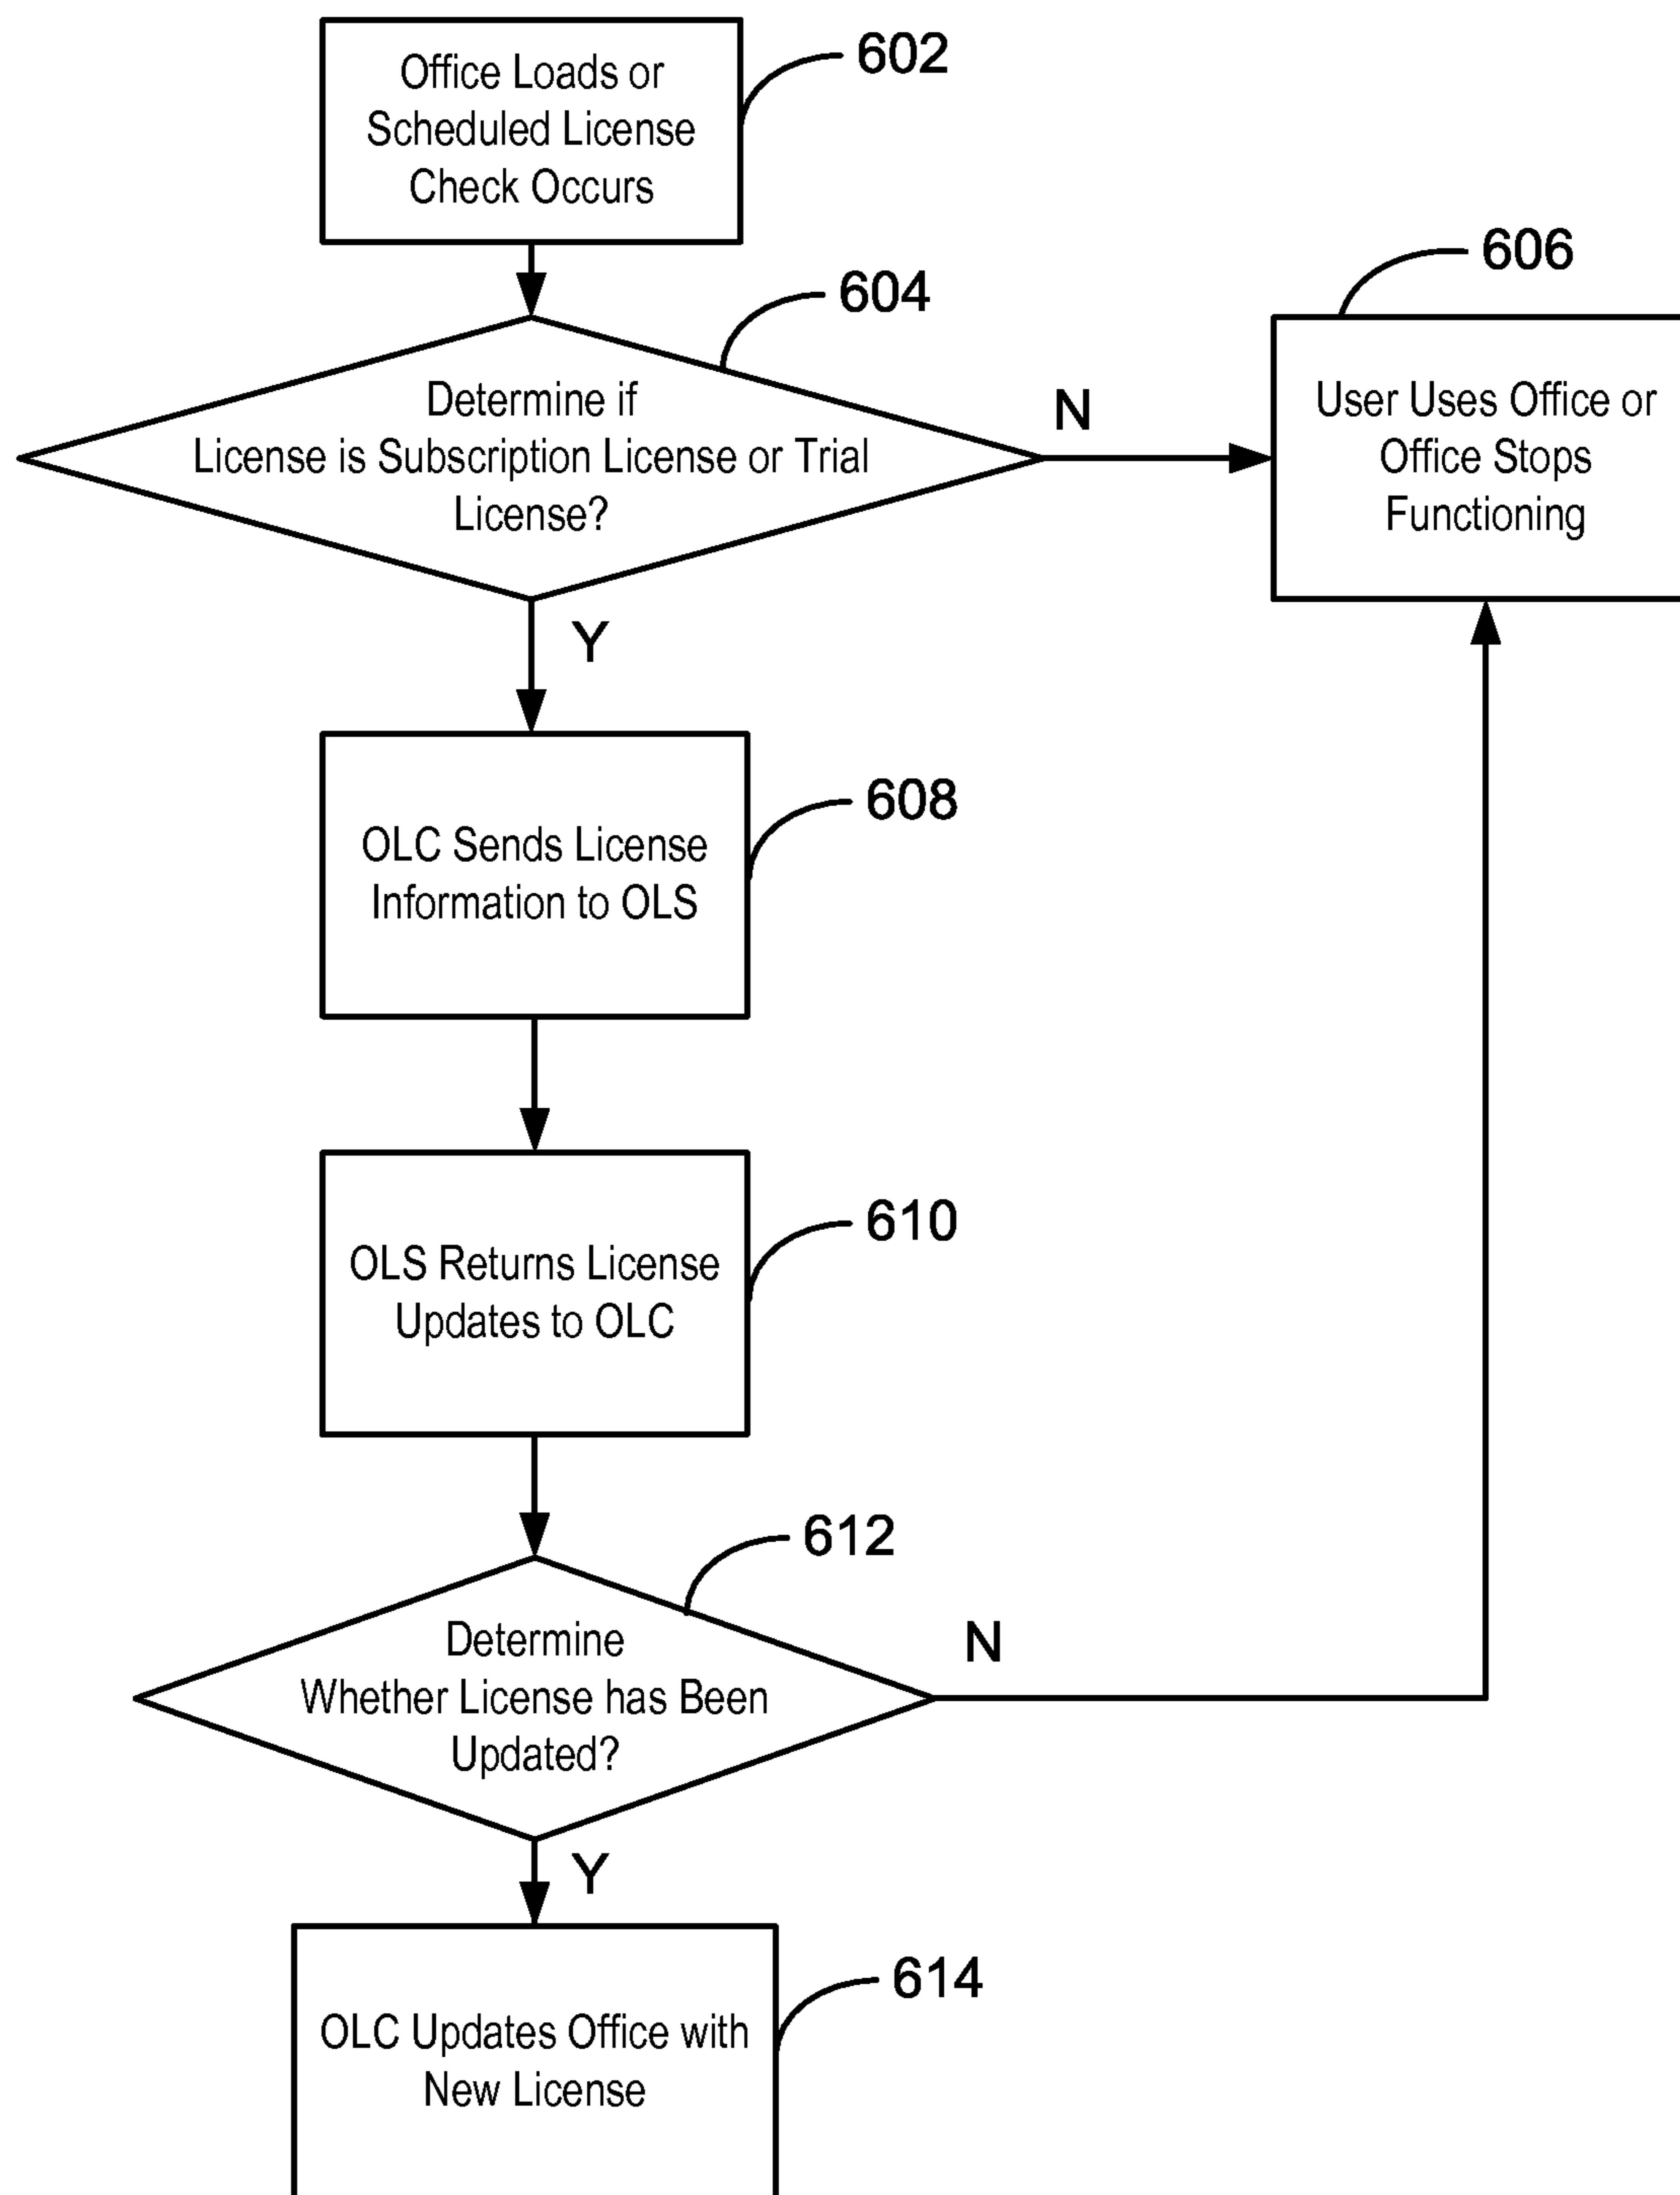 Office Loads or
Scheduled License
Check Occurs
602
604
Determine if
License is Subscription License or Trial
License?
N
606
User Uses Office or
Office Stops
Functioning
Y
608
OLC Sends License
Information to OLS
610
OLS Returns License
Updates to OLC
612
Determine
Whether License has Been
Updated?
N
Y
614
OLC Updates Office with
New License